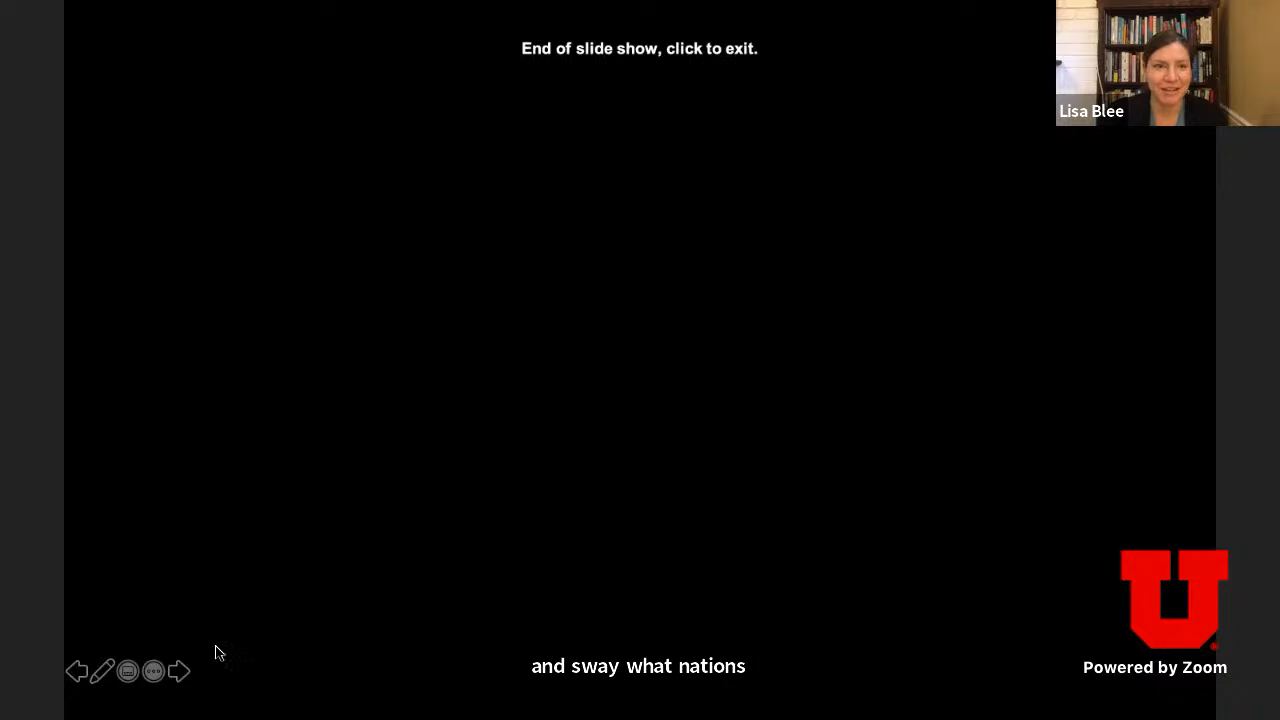 End of slide show, click to exit.
Lisa Blee
U
and sway what nations
Powered by Zoom